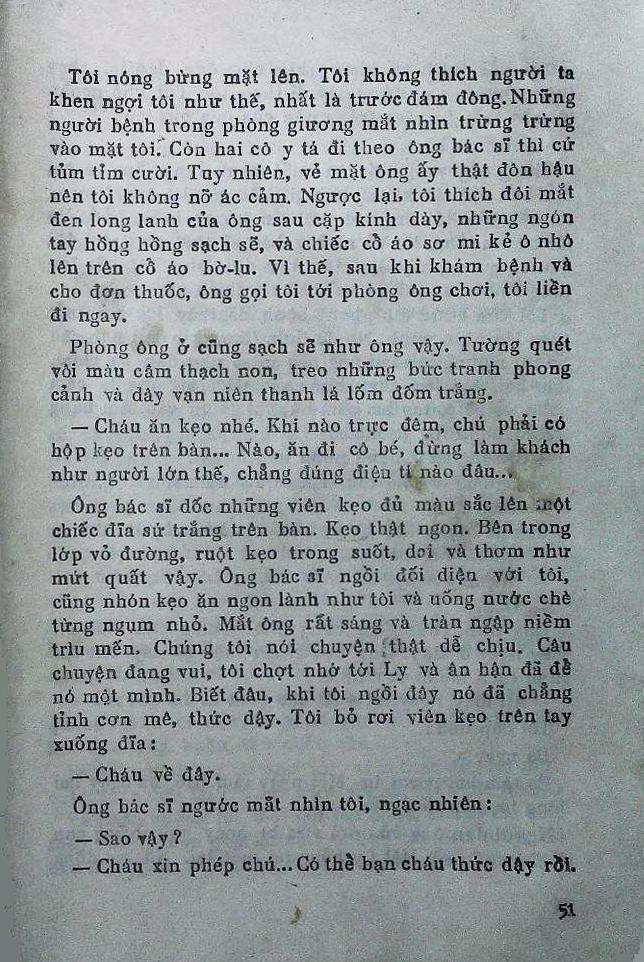 Tôi nóng bừng mặt lên. Tôi không thích người ta
khen ngợi tôi như thế, nhất là trước đám đông. Những
người bệnh trong phòng giương mắt nhìn trừng trừng
vào mặt tôi. Còn hai cô y tá đi theo ông bác sĩ thì cứ
tủm tỉm cười. Tuy nhiên, vẻ mặt ông ấy thật đôn hậu
nên tôi không nỡ ác cảm. Ngược lại, tôi thích đôi mắt
đen long lanh của ông sau cặp kính dày, những ngón
tay hồng hồng sạch sẽ, và chiếc cổ áo sơ mi kẻ ô nhô
lên trên cổ áo bờ-lu. Vì thế, sau khi khám bệnh và
cho đơn thuốc, ông gọi tôi tới phòng ông chơi, tôi liền
đi ngay.
Phòng ông ở cũng sạch sẽ như ông vậy. Tường quét
vôi màu cẩm thạch non, treo những bức tranh phong
cảnh và dây vạn niên thanh lá lốm đốm trắng.
— Cháu ăn kẹo nhé. Khi nào trực đêm, chú phải có
hộp kẹo trên bàn... Nào, ăn đi cô bé, đừng làm khách
như người lớn thế, chẳng đúng điệu tí nào đâu...
Ông bác sĩ dốc những viên kẹo đủ màu sắc lên một
chiếc đĩa sứ trắng trên bàn. Kẹo thật ngon. Bên trong
lớp vỏ đường, ruột kẹo trong suốt, dẻi và thơm như
mứt quất vậy. Ông bác sĩ ngồi đối diện với tôi,
cũng nhón kẹo ăn ngon lành như tôi và uống nước chè
từng ngụm nhỏ. Mắt ông rất sáng và tràn ngập niềm
trìu mến. Chúng tôi nói chuyện thật dễ chịu. Câu
chuyện đang vui, tôi chợt nhớ tới Ly và ân hận đã để
nó một mình. Biết đâu, khi tôi ngồi đây nó đã chẳng
tỉnh cơn mê, thức dậy. Tôi bỏ rơi viên kẹo trên tay
xuống đĩa :
— Cháu về đây.
Ông bác sĩ ngước mắt nhìn tôi, ngạc nhiên :
— Sao vậy ?
— Cháu xin phép chú... Có thể bạn cháu thức dậy rồi.
51